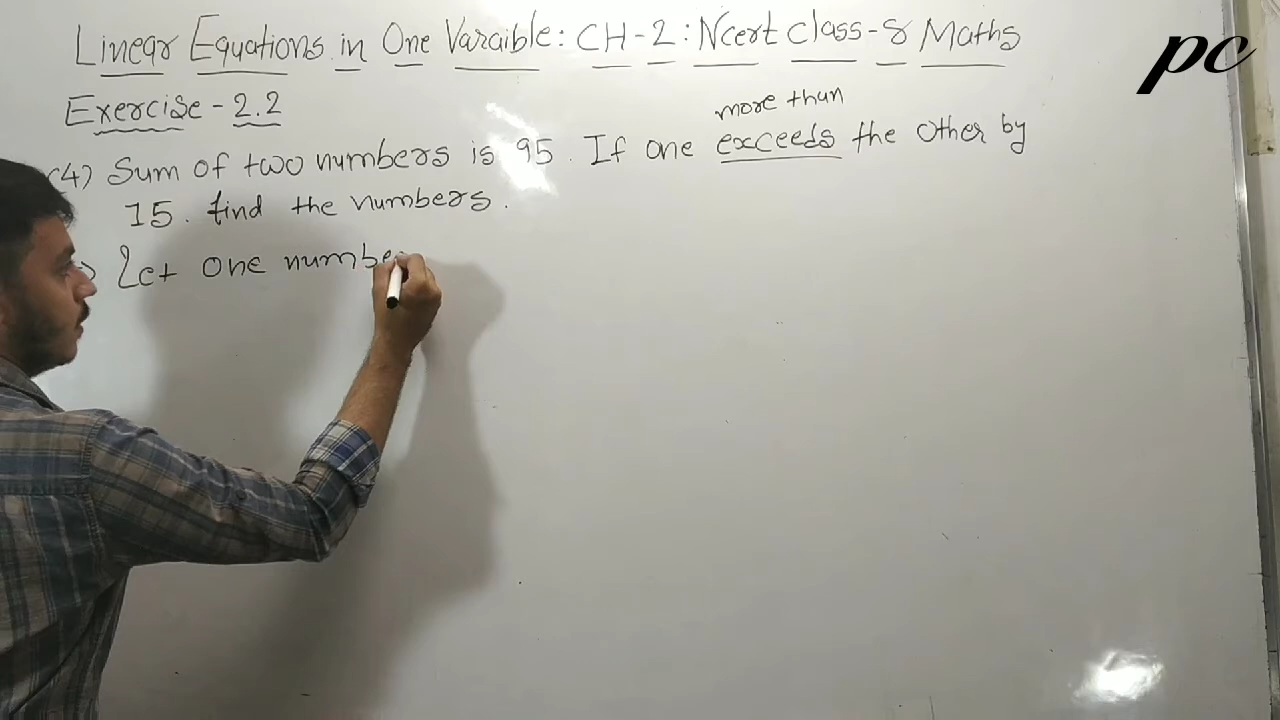 Linear Equations in One Varaible: CH-2: Ncert class-8 Maths
pc
Exercise-2.2
more than
(4) Sum of two numbers is 95. If one exceeds the other by
15. find the numbers.
Let one numbe